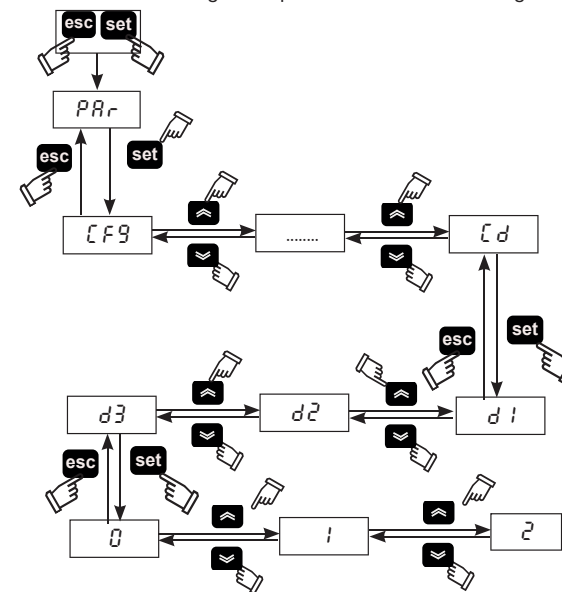 esc set
PAr
esc set
CF9 ........ Cd
esc set
d3 d2 d1
esc set
0 1 2